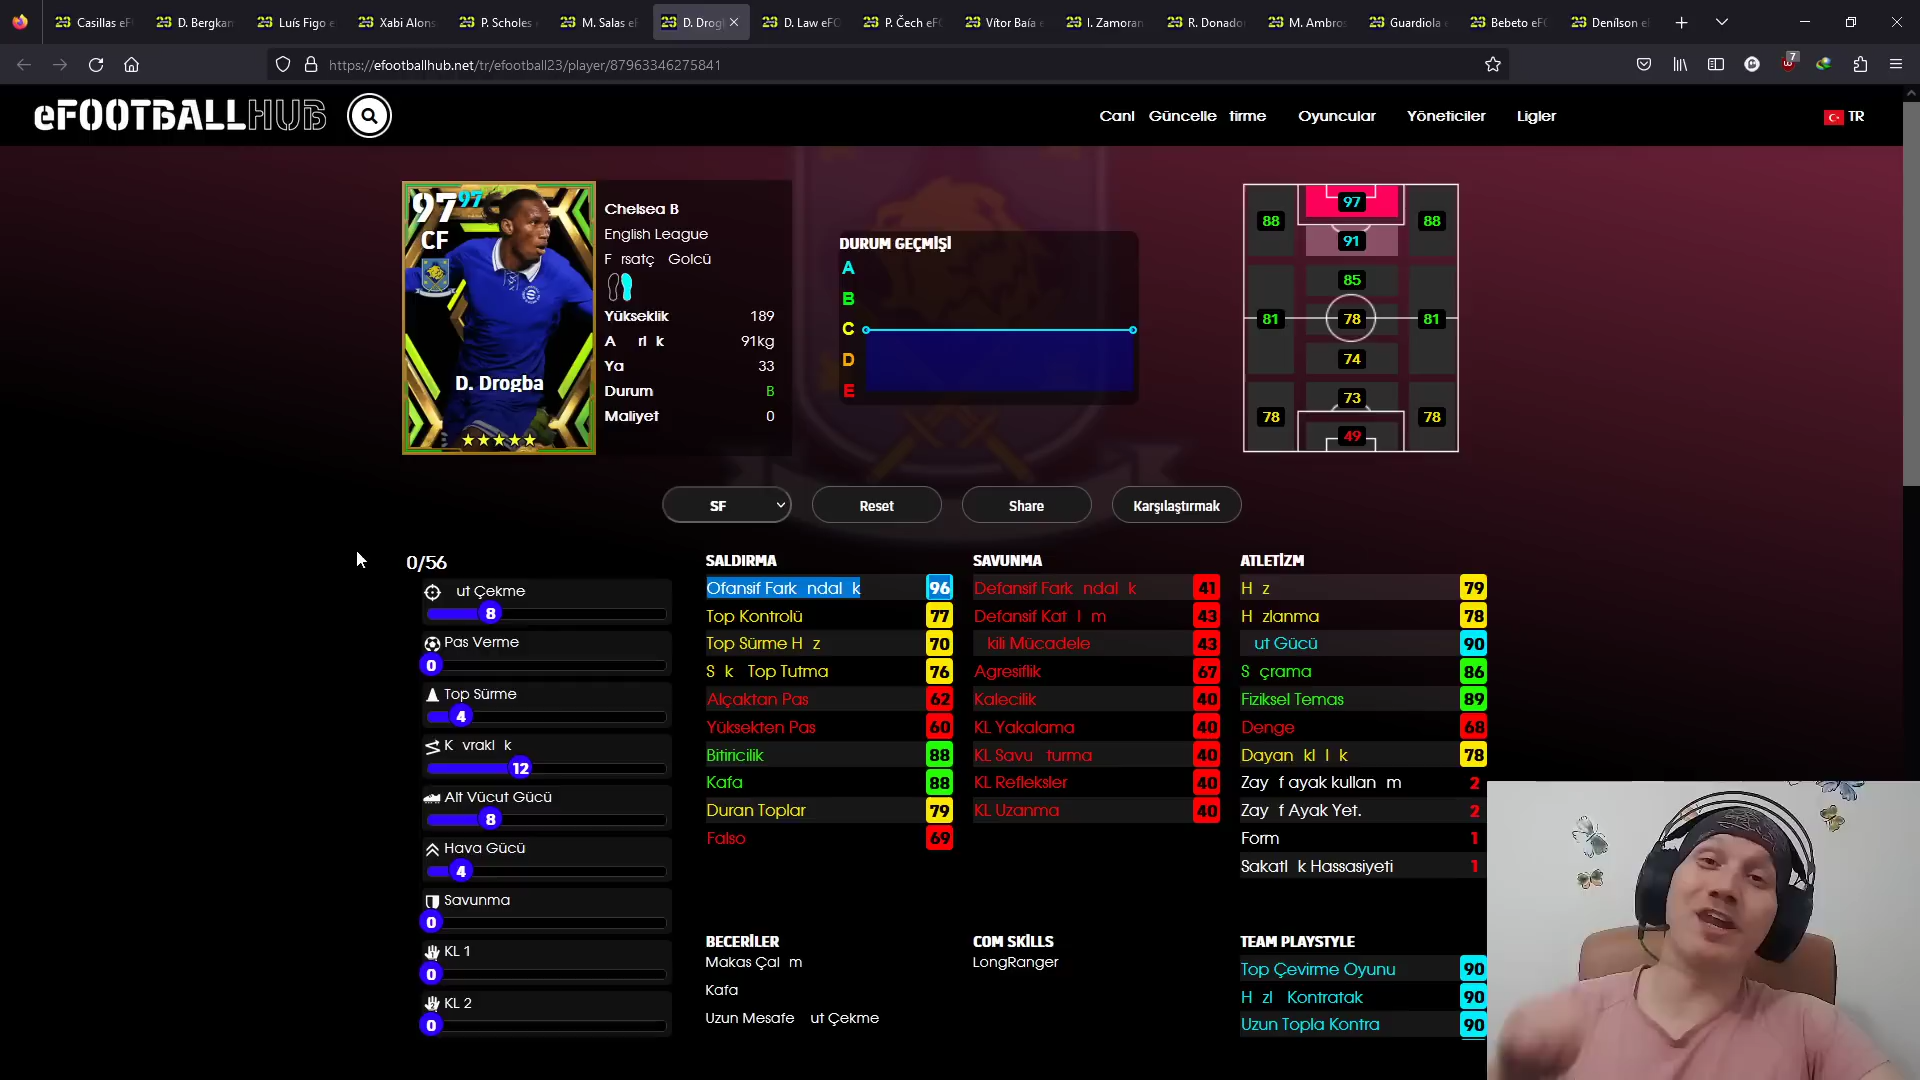 Casillas eF
D. Bergkam
Luís Figo e
Xabi Alons
P. Scholes
M. Salas eF
D. Drog
D. Law eFO
P. Čech eF
Vítor Baía e
I. Zamoran
R. Donado
M. Ambros
Guardiola e
Bebeto eFO
Denílson e
https://efootballhub.net/tr/efootball23/player/87963346275841
7
eFOOTBALLHUB
Canl Güncelle tirme Oyuncular Yöneticiler Ligler
TR
97 97
CF
D. Drogba
Chelsea B
English League
F rsatç Golcü
Yükseklik 189
A rl k 91kg
Ya 33
Durum B
Maliyet 0
DURUM GEÇMİŞİ
A
B
C
D
E
97
88 88
91
85
81 78 81
74
73
78 78
49
SF
Reset
Share
Karşılaştırmak
0/56
ut Çekme
8
Pas Verme
0
Top Sürme
4
K vrakl k
12
Alt Vücut Gücü
8
Hava Gücü
4
Savunma
0
KL 1
0
KL 2
0
SALDIRMA
Ofansif Fark ndal k 96
Top Kontrolü 77
Top Sürme H z 70
S k Top Tutma 76
Alçaktan Pas 62
Yüksekten Pas 60
Bitiricilik 88
Kafa 88
Duran Toplar 79
Falso 69
SAVUNMA
Defansif Fark ndal k 41
Defansif Kat l m 43
kili Mücadele 43
Agresiflik 67
Kalecilik 40
KL Yakalama 40
KL Savu turma 40
KL Refleksler 40
KL Uzanma 40
ATLETİZM
H z 79
H zlanma 78
ut Gücü 90
S çrama 86
Fiziksel Temas 89
Denge 68
Dayan kl l k 78
Zay f ayak kullan m 2
Zay f Ayak Yet. 2
Form 1
Sakatl k Hassasiyeti 1
BECERİLER
Makas Çal m
Kafa
Uzun Mesafe ut Çekme
COM SKILLS
LongRanger
TEAM PLAYSTYLE
Top Çevirme Oyunu 90
H zl Kontratak 90
Uzun Topla Kontra 90